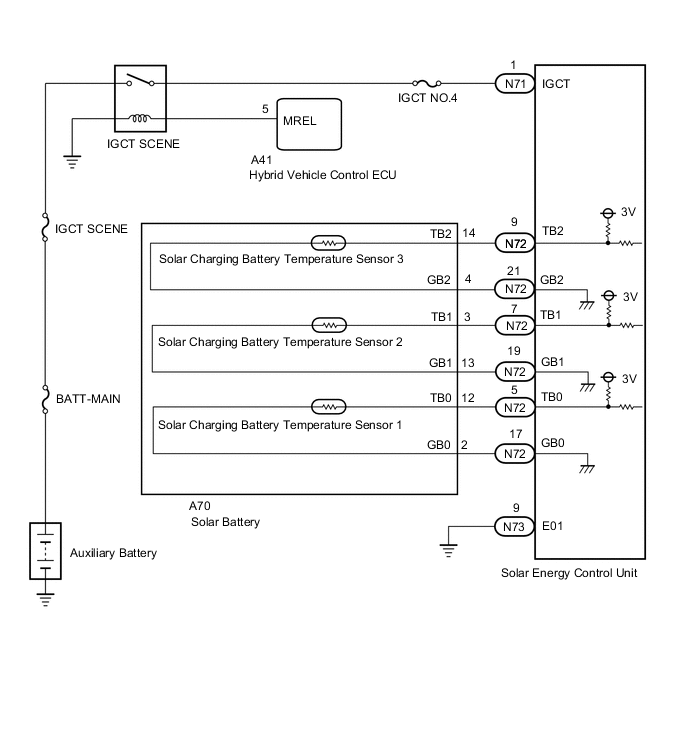 1
N71
IGCT
IGCT NO.4
5
MREL
IGCT SCENE
A41
Hybrid Vehicle Control ECU
IGCT SCENE
3V
TB2 14
9
N72
TB2
Solar Charging Battery Temperature Sensor 3
GB2 4
21
N72
GB2
3V
TB1 3
7
N72
TB1
Solar Charging Battery Temperature Sensor 2
GB1 13
19
N72
GB1
3V
BATT-MAIN
TB0 12
5
N72
TB0
Solar Charging Battery Temperature Sensor 1
GB0 2
17
N72
GB0
A70
Solar Battery
9
N73
E01
Auxiliary Battery
Solar Energy Control Unit